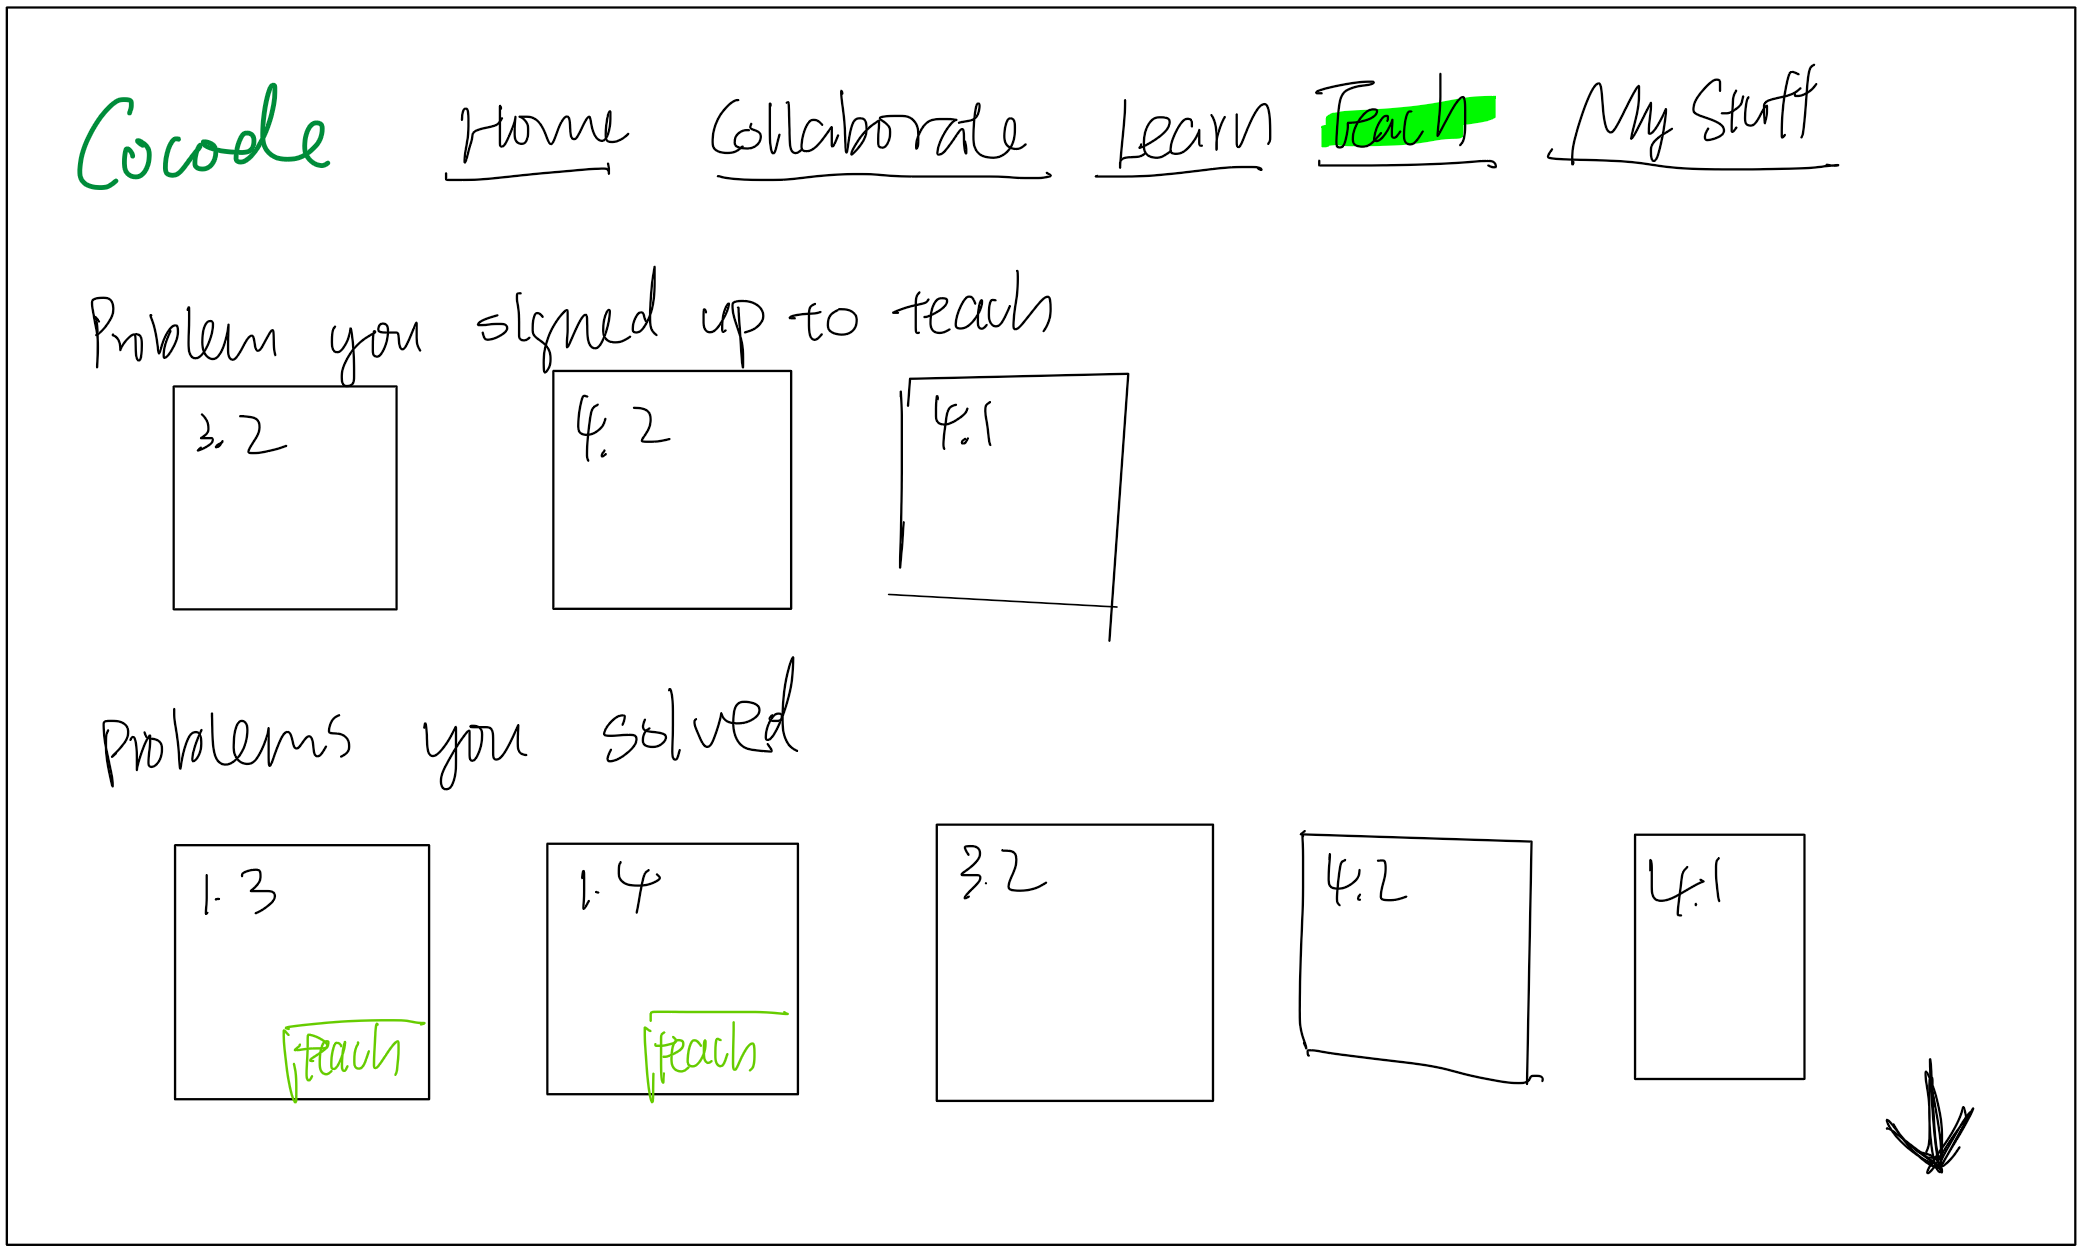 Cocode Home Collaborate Learn Teach My Stuff
Problem you signed up to teach
3.2 4.2 4.1
Problems you solved
1.3 1.4 3.2 4.2 4.1
teach teach